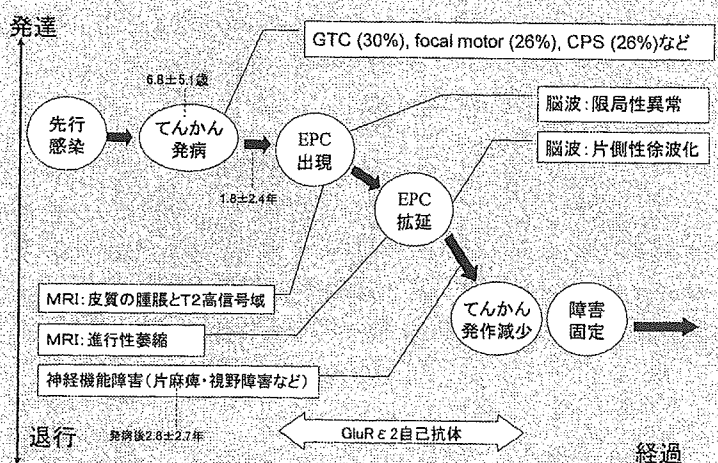 発達
GTC (30%), focal motor (26%), CPS (26%)など
6.8±5.1歳
先行
感染
てんかん
発病
EPC
出現
脳波:限局性異常
脳波:片側性徐波化
1.8±2.4年
EPC
拡延
MRI:皮質の腫脹とT2高信号域
MRI:進行性萎縮
神経機能障害(片麻痺・視野障害など)
てんかん
発作減少
障害
固定
退行
発病後2.8±2.7年
GluRε2自己抗体
経過